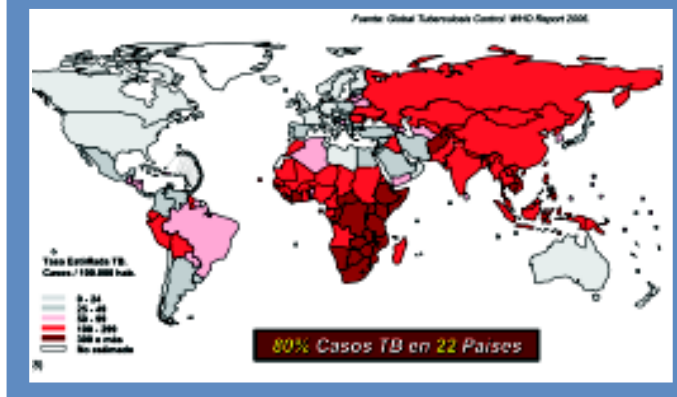 Fuente: Global Tuberculosis Control. WHO Report 2006.
Tasa Estimada TB.
Casos / 100.000 hab.
0 - 24
25 - 49
50 - 99
100 - 299
300 o más
No estimado
80% Casos TB en 22 Países